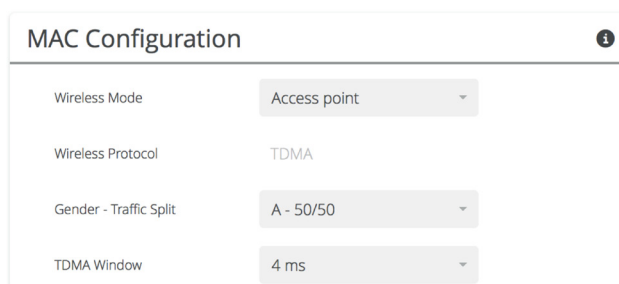 MAC Configuration
Wireless Mode Access point
Wireless Protocol TDMA
Gender - Traffic Split A - 50/50
TDMA Window 4 ms